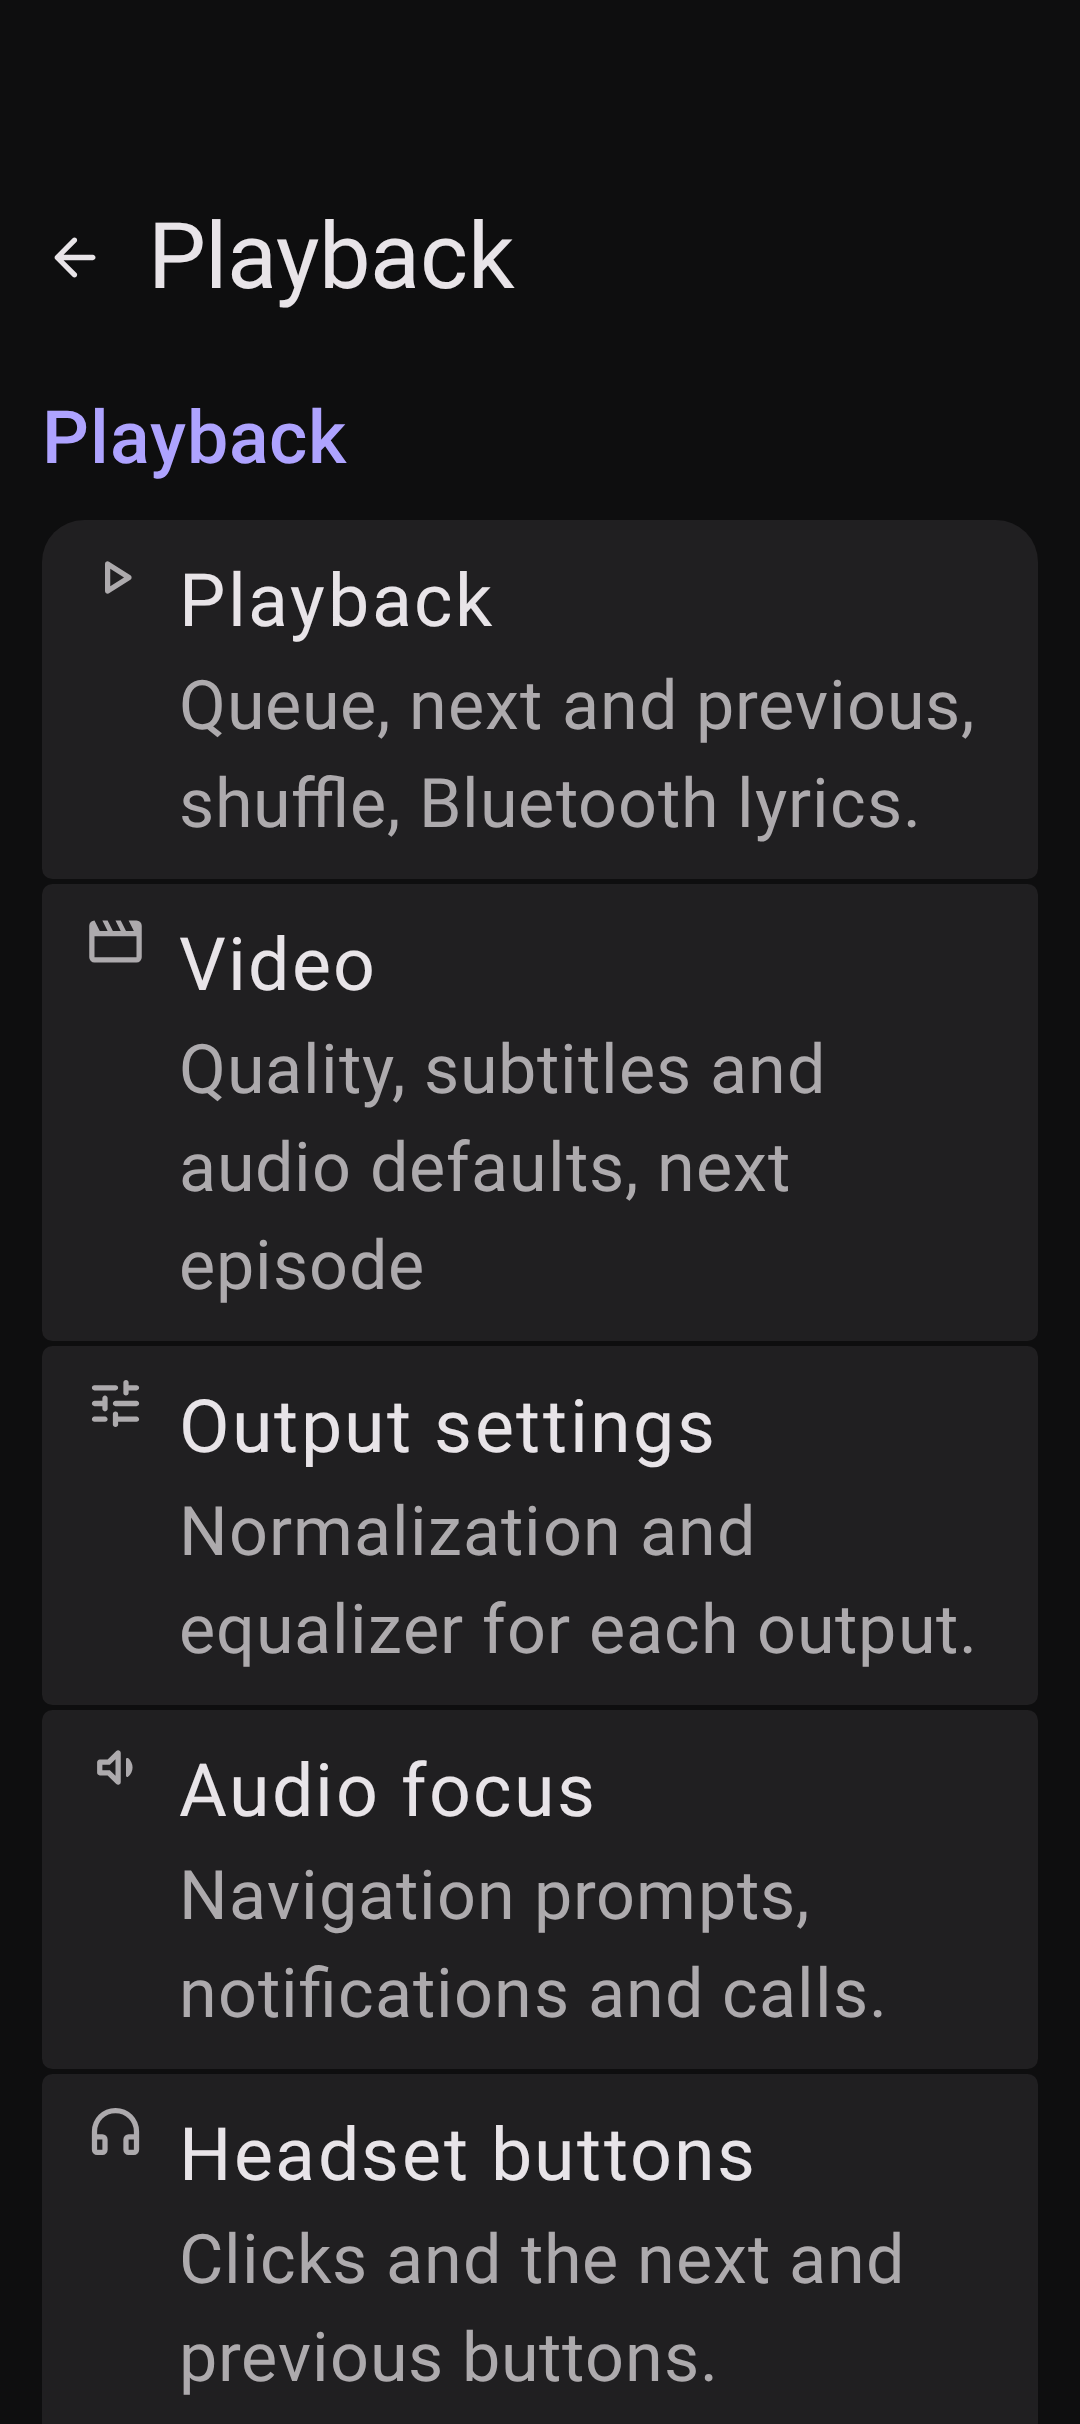 Playback
Playback
Playback
Queue, next and previous,
shuffle, Bluetooth lyrics.
Video
Quality, subtitles and
audio defaults, next
episode
Output settings
Normalization and
equalizer for each output.
Audio focus
Navigation prompts,
notifications and calls.
Headset buttons
Clicks and the next and
previous buttons.